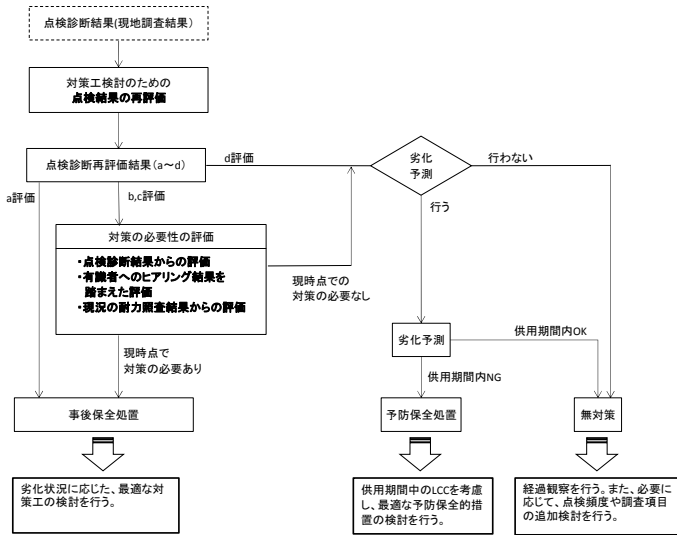 点検診断結果(現地調査結果)
対策工検討のための
点検結果の再評価
点検診断再評価結果(a～d)
d評価
劣化
予測
行わない
a評価
b,c評価
行う
対策の必要性の評価
・点検診断結果からの評価
・有識者へのヒアリング結果を
踏まえた評価
・現況の耐力照査結果からの評価
現時点での
対策の必要なし
劣化予測
供用期間内OK
現時点で
対策の必要あり
供用期間内NG
事後保全処置
予防保全処置
無対策
劣化状況に応じた、最適な対
策工の検討を行う。
供用期間中のLCCを考慮
し、最適な予防保全的措
置の検討を行う。
経過観察を行う。また、必要に
応じて、点検頻度や調査項目
の追加検討を行う。